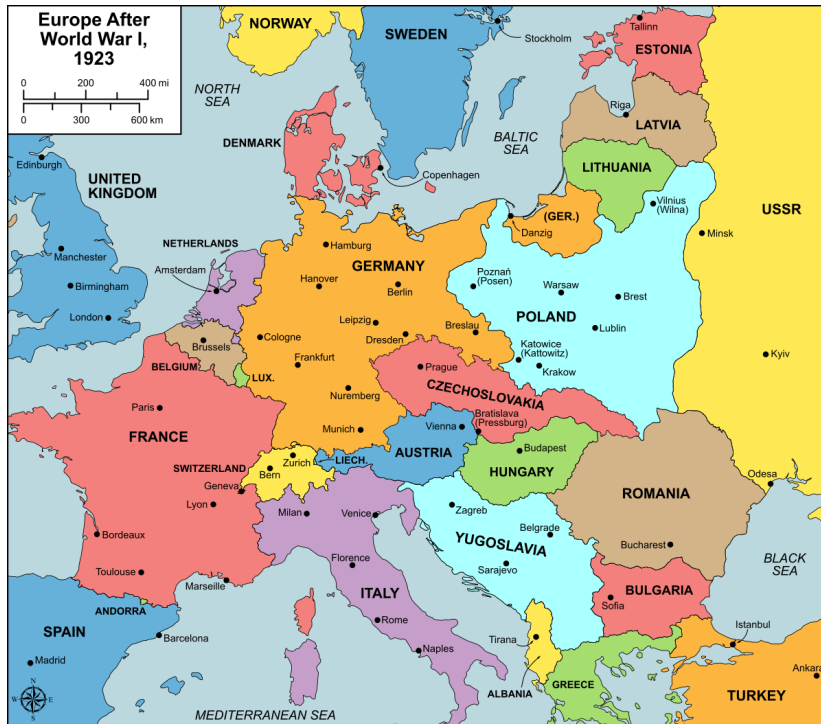 Europe After
World War I,
1923
0 200 400 mi
0 300 600 km
NORWAY
SWEDEN
Stockholm
Tallinn
ESTONIA
NORTH
SEA
Riga
LATVIA
BALTIC
SEA
DENMARK
Copenhagen
LITHUANIA
Edinburgh
UNITED
KINGDOM
Vilnius
(Wilna)
USSR
(GER.)
Danzig
Minsk
NETHERLANDS
Hamburg
Manchester
Amsterdam
GERMANY
Poznań
(Posen)
Hanover
Berlin
Warsaw
Brest
Birmingham
London
Leipzig
POLAND
Cologne
Dresden
Breslau
Lublin
Brussels
BELGIUM
LUX.
Frankfurt
Prague
Katowice
(Kattowitz)
Krakow
Kyiv
Nuremberg
CZECHOSLOVAKIA
Paris
Bratislava
(Pressburg)
FRANCE
Munich
Vienna
Budapest
SWITZERLAND
Zurich
LIECH.
AUSTRIA
HUNGARY
Bern
Geneva
Odesa
ROMANIA
Lyon
Milan
Venice
Zagreb
Bordeaux
Belgrade
YUGOSLAVIA
Bucharest
BLACK
SEA
Florence
Sarajevo
Toulouse
Marseille
BULGARIA
Sofia
ITALY
ANDORRA
Rome
Istanbul
SPAIN
Barcelona
Tirana
Naples
Madrid
Ankara
GREECE
ALBANIA
TURKEY
N
W E
S
MEDITERRANEAN SEA